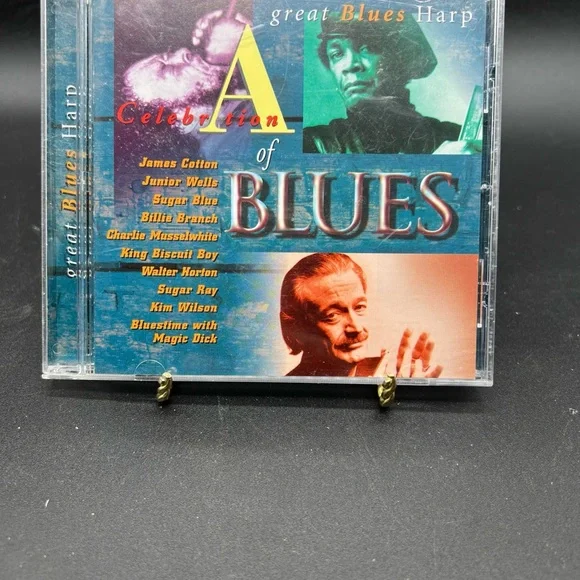 great Blues Harp
A
Celebration
of
BLUES
James Cotton
Junior Wells
Sugar Blue
Billie Branch
Charlie Musselwhite
King Biscuit Boy
Walter Horton
Sugar Ray
Kim Wilson
Bluestime with
Magic Dick
great Blues Harp